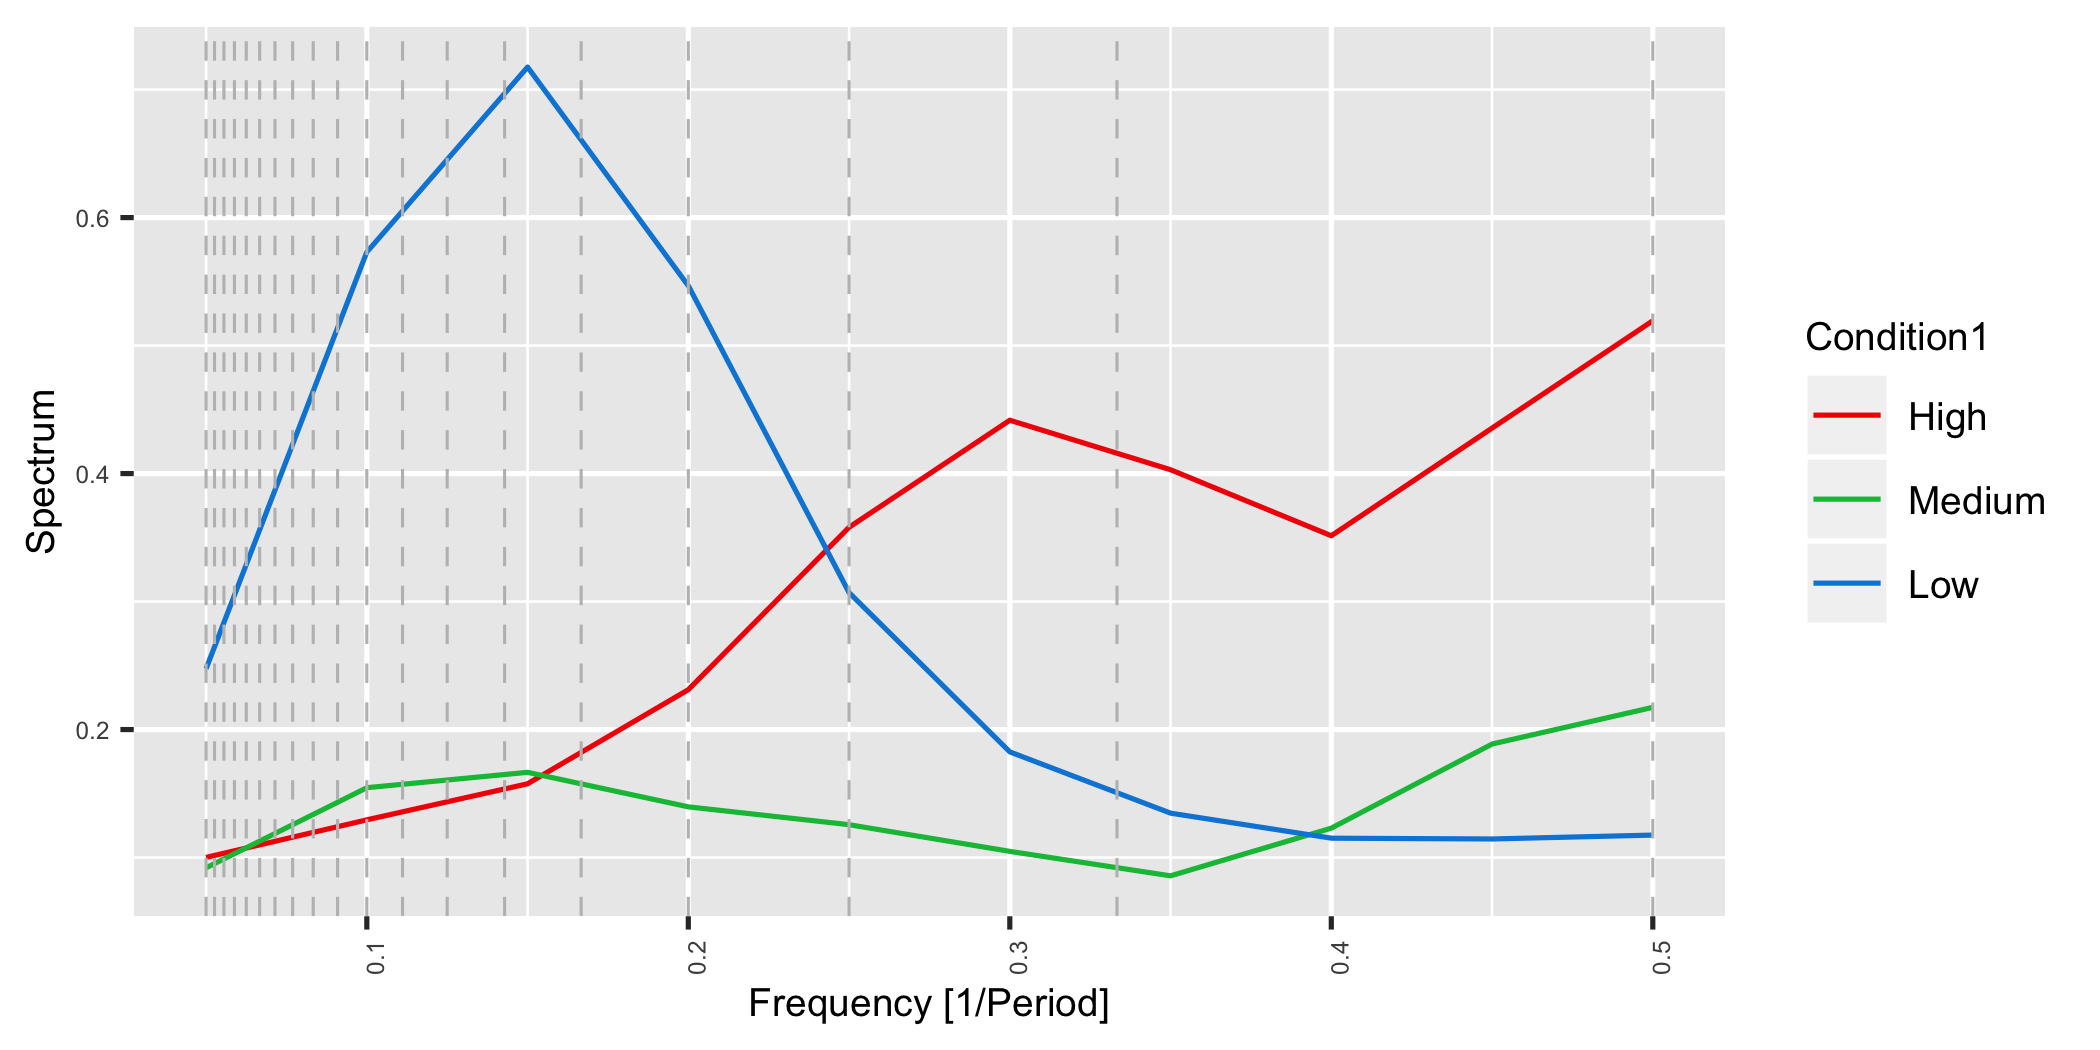 0.6
0.4
0.2
Spectrum
0.1
0.2
0.3
0.4
0.5
Frequency [1/Period]
Condition1
High
Medium
Low